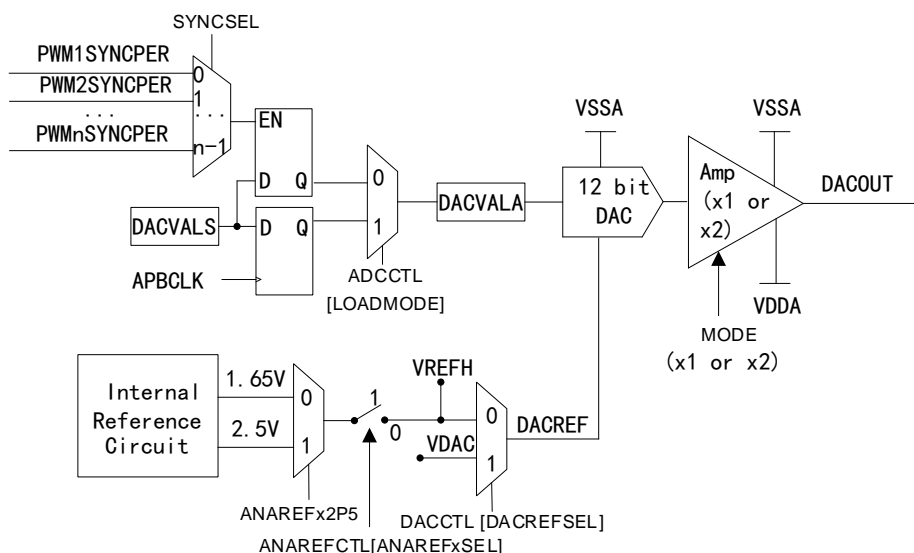 SYNCSEL
PWM1SYNCPER
0
PWM2SYNCPER
1
...
...
PWMnSYNCPER
n-1
EN
D
Q
DACVALS
D
Q
APBCLK
0
1
ADCCTL
[LOADMODE]
DACVALA
VSSA
12 bit
DAC
VSSA
Amp
(x1 or
x2)
DACOUT
VDDA
MODE
(x1 or x2)
Internal
Reference
Circuit
1.65V
2.5V
0
1
ANAREFx2P5
1
0
ANAREFCTL[ANAREFxSEL]
VREFH
VDAC
0
1
DACREF
DACCTL [DACREFSEL]